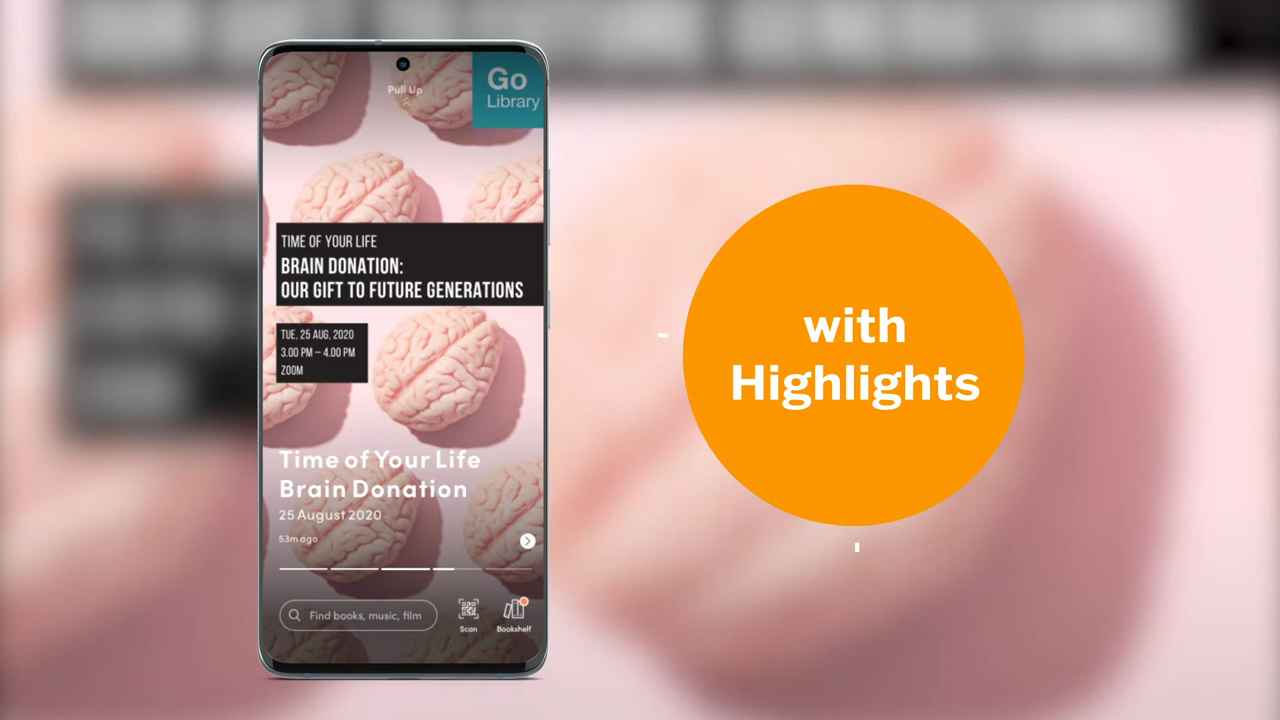 Pull Up
Go
Library
TIME OF YOUR LIFE
BRAIN DONATION:
OUR GIFT TO FUTURE GENERATIONS
TUE, 25 AUG, 2020
3.00 PM – 4.00 PM
ZOOM
Time of Your Life
Brain Donation
25 August 2020
53m ago
Find books, music, film
Scan
Bookshelf
with
Highlights